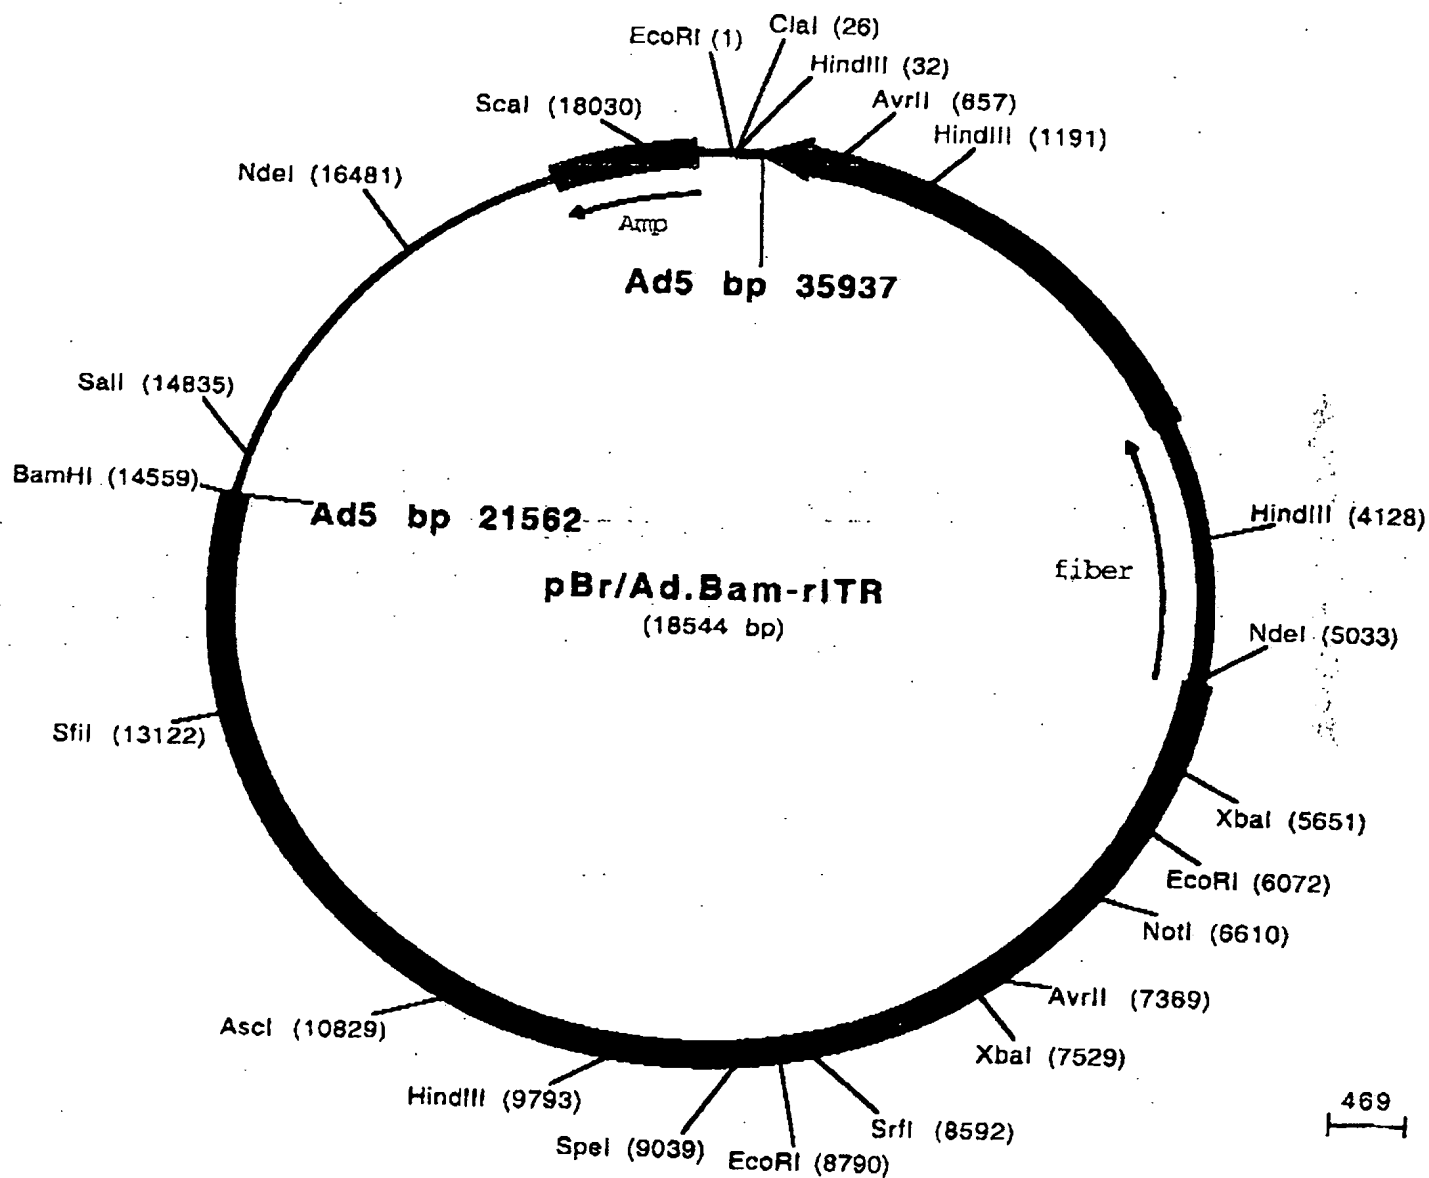 EcoRI (1)
ClaI (26)
HindIII (32)
AvrII (657)
HindIII (1191)
ScaI (18030)
NdeI (16481)
Amp
Ad5 bp 35937
SalI (14835)
BamHI (14559)
Ad5 bp 21562
HindIII (4128)
fiber
pBr/Ad.Bam-rITR
(18544 bp)
NdeI (5033)
SfiI (13122)
XbaI (5651)
EcoRI (6072)
NotI (6610)
AvrII (7369)
AscI (10829)
XbaI (7529)
HindIII (9793)
SrfI (8592)
SpeI (9039)
EcoRI (8790)
469